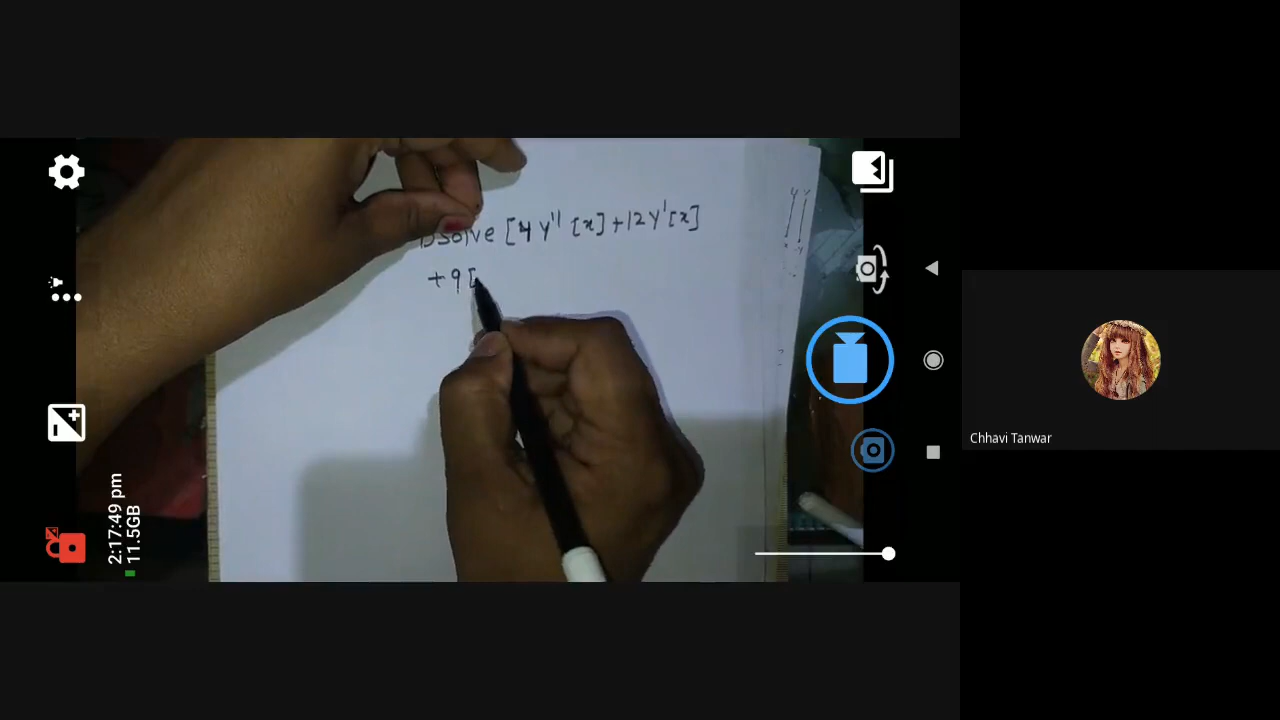 Dsolve [4 y'' [x] + 12 y' [x]
+ 9 [
2:17:49 pm
11.5GB
Chhavi Tanwar